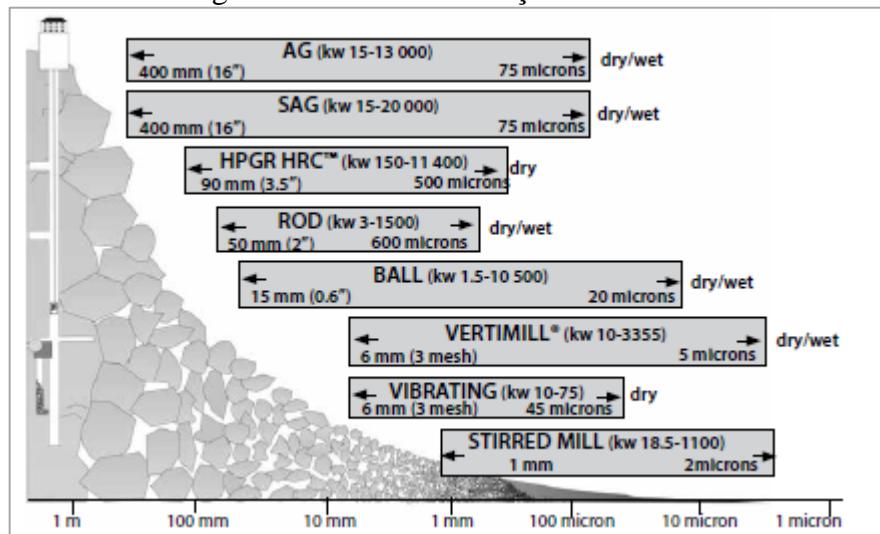 AG (kw 15-13 000)
400 mm (16″) 75 microns
dry/wet
SAG (kw 15-20 000)
400 mm (16″) 75 microns
dry/wet
HPGR HRC™ (kw 150-11 400)
90 mm (3.5″) 500 microns
dry
ROD (kw 3-1500)
50 mm (2″) 600 microns
dry/wet
BALL (kw 1.5-10 500)
15 mm (0.6″) 20 microns
dry/wet
VERTIMILL® (kw 10-3355)
6 mm (3 mesh) 5 microns
dry/wet
VIBRATING (kw 10-75)
6 mm (3 mesh) 45 microns
dry
STIRRED MILL (kw 18.5-1100)
1 mm 2microns
1 m 100 mm 10 mm 1 mm 100 micron 10 micron 1 micron